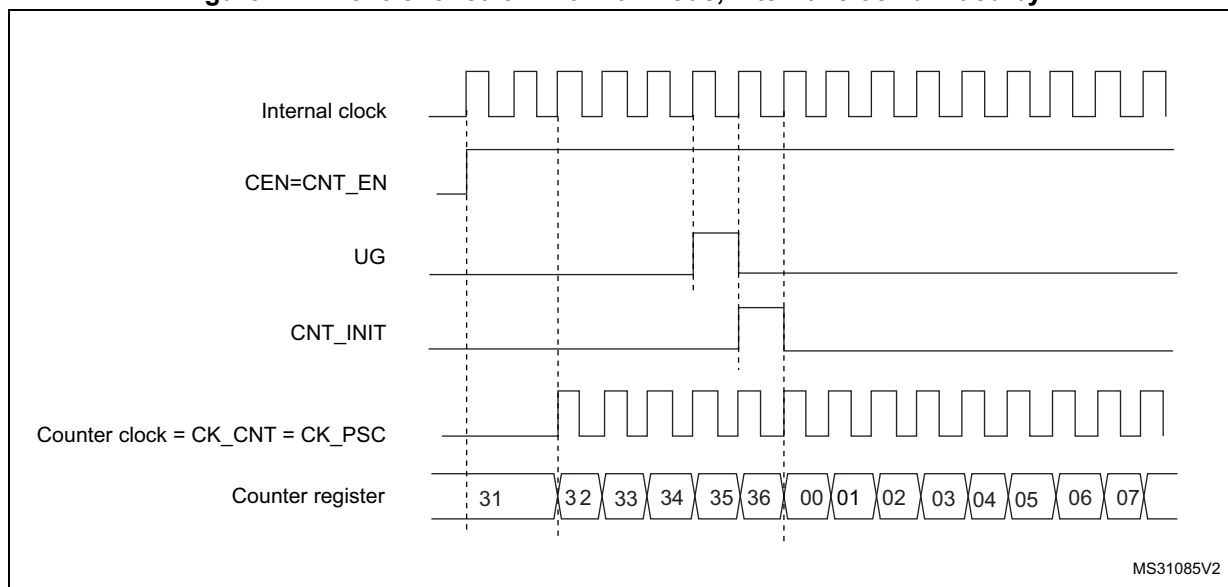 Internal clock
CEN=CNT_EN
UG
CNT_INIT
Counter clock = CK_CNT = CK_PSC
Counter register
31 32 33 34 35 36 00 01 02 03 04 05 06 07
MS31085V2